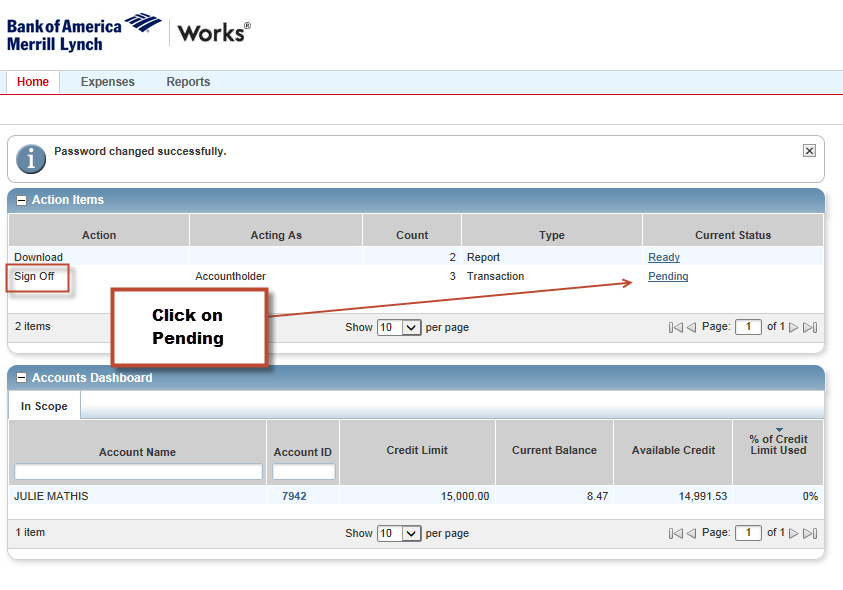 Bank of America
Merrill Lynch
Works®
Home Expenses Reports
i Password changed successfully.
Action Items
Action Acting As Count Type Current Status
Download 2 Report Ready
Sign Off Accountholder 3 Transaction Pending
Click on
Pending
2 items Show 10 per page Page: 1 of 1
Accounts Dashboard
In Scope
Account Name Account ID Credit Limit Current Balance Available Credit % of Credit
Limit Used
JULIE MATHIS 7942 15,000.00 8.47 14,991.53 0%
1 item Show 10 per page Page: 1 of 1